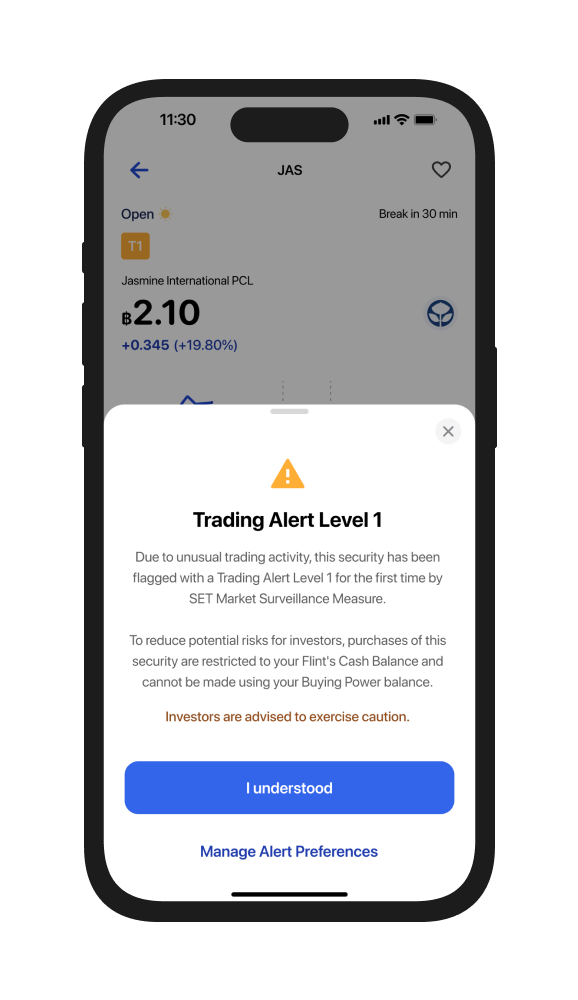 11:30
JAS
Open
Break in 30 min
T1
Jasmine International PCL
฿2.10
+0.345 (+19.80%)
Trading Alert Level 1
Due to unusual trading activity, this security has been
flagged with a Trading Alert Level 1 for the first time by
SET Market Surveillance Measure.
To reduce potential risks for investors, purchases of this
security are restricted to your Flint's Cash Balance and
cannot be made using your Buying Power balance.
Investors are advised to exercise caution.
I understood
Manage Alert Preferences